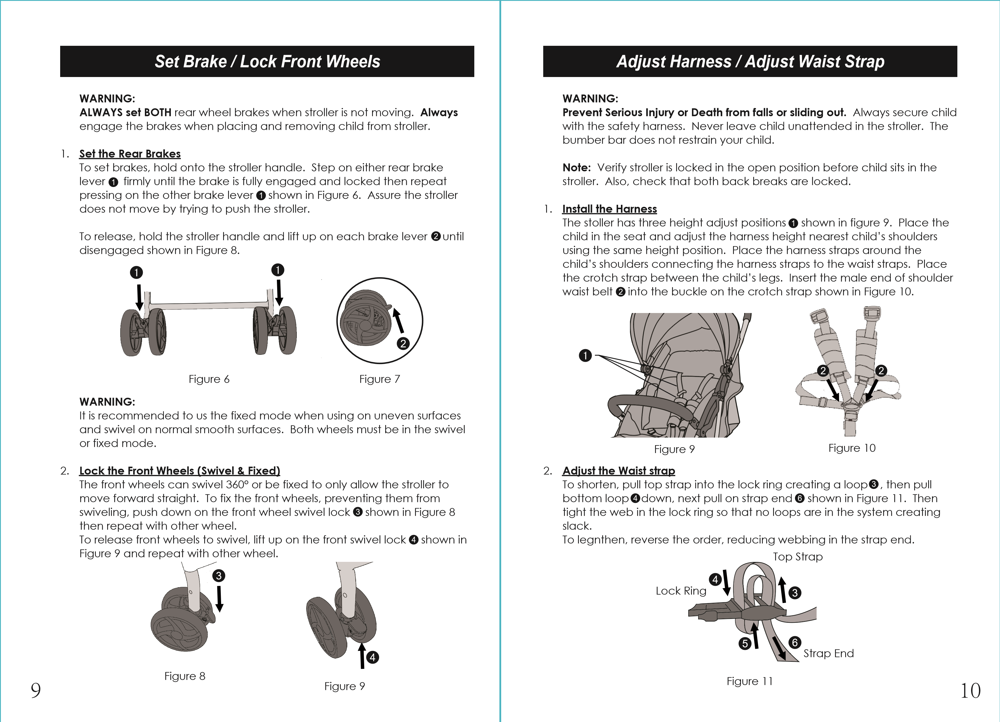 Set Brake / Lock Front Wheels
WARNING:
ALWAYS set BOTH rear wheel brakes when stroller is not moving.  Always
engage the brakes when placing and removing child from stroller.
1. Set the Rear Brakes
To set brakes, hold onto the stroller handle.  Step on either rear brake
lever ❶ firmly until the brake is fully engaged and locked then repeat
pressing on the other brake lever ❶ shown in Figure 6.  Assure the stroller
does not move by trying to push the stroller.
To release, hold the stroller handle and lift up on each brake lever ❷ until
disengaged shown in Figure 8.
❶ ❶
❷
Figure 6
Figure 7
WARNING:
It is recommended to us the fixed mode when using on uneven surfaces
and swivel on normal smooth surfaces.  Both wheels must be in the swivel
or fixed mode.
2. Lock the Front Wheels (Swivel & Fixed)
The front wheels can swivel 360° or be fixed to only allow the stroller to
move forward straight.  To fix the front wheels, preventing them from
swiveling, push down on the front wheel swivel lock ❸ shown in Figure 8
then repeat with other wheel.
To release front wheels to swivel, lift up on the front swivel lock ❹ shown in
Figure 9 and repeat with other wheel.
❸
❹
Figure 8
Figure 9
9
Adjust Harness / Adjust Waist Strap
WARNING:
Prevent Serious Injury or Death from falls or sliding out.  Always secure child
with the safety harness.  Never leave child unattended in the stroller.  The
bumber bar does not restrain your child.
Note:  Verify stroller is locked in the open position before child sits in the
stroller.  Also, check that both back breaks are locked.
1. Install the Harness
The stoller has three height adjust positions ❶ shown in figure 9.  Place the
child in the seat and adjust the harness height nearest child's shoulders
using the same height position.  Place the harness straps around the
child's shoulders connecting the harness straps to the waist straps.  Place
the crotch strap between the child's legs.  Insert the male end of shoulder
waist belt ❷ into the buckle on the crotch strap shown in Figure 10.
❶
❷ ❷
Figure 9
Figure 10
2. Adjust the Waist strap
To shorten, pull top strap into the lock ring creating a loop ❸, then pull
bottom loop ❹ down, next pull on strap end ❻ shown in Figure 11.  Then
tight the web in the lock ring so that no loops are in the system creating
slack.
To legnthen, reverse the order, reducing webbing in the strap end.
Top Strap
❹
Lock Ring
❸
❺
❻
Strap End
Figure 11
10